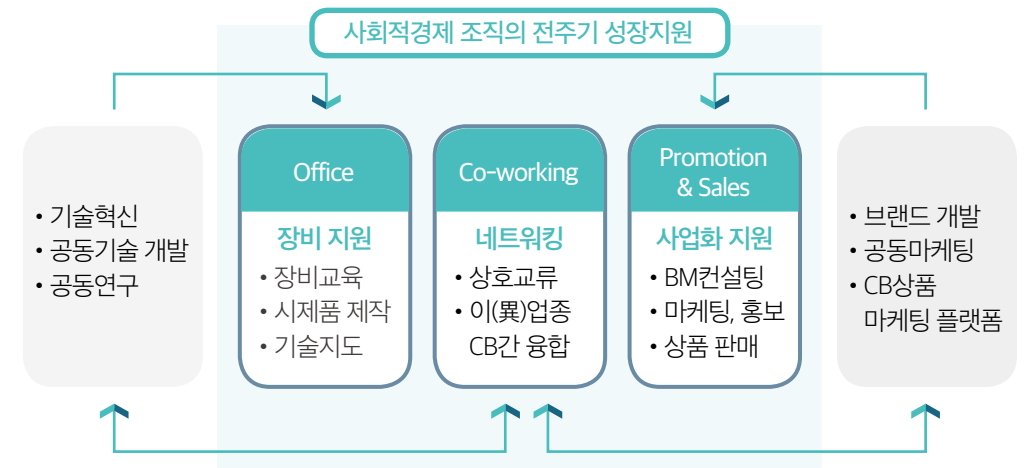 사회적경제 조직의 전주기 성장지원
• 기술혁신
• 공동기술 개발
• 공동연구
Office
장비 지원
• 장비교육
• 시제품 제작
• 기술지도
Co-working
네트워킹
• 상호교류
• 이(異)업종
CB간 융합
Promotion
& Sales
사업화 지원
• BM컨설팅
• 마케팅, 홍보
• 상품 판매
• 브랜드 개발
• 공동마케팅
• CB상품
마케팅 플랫폼